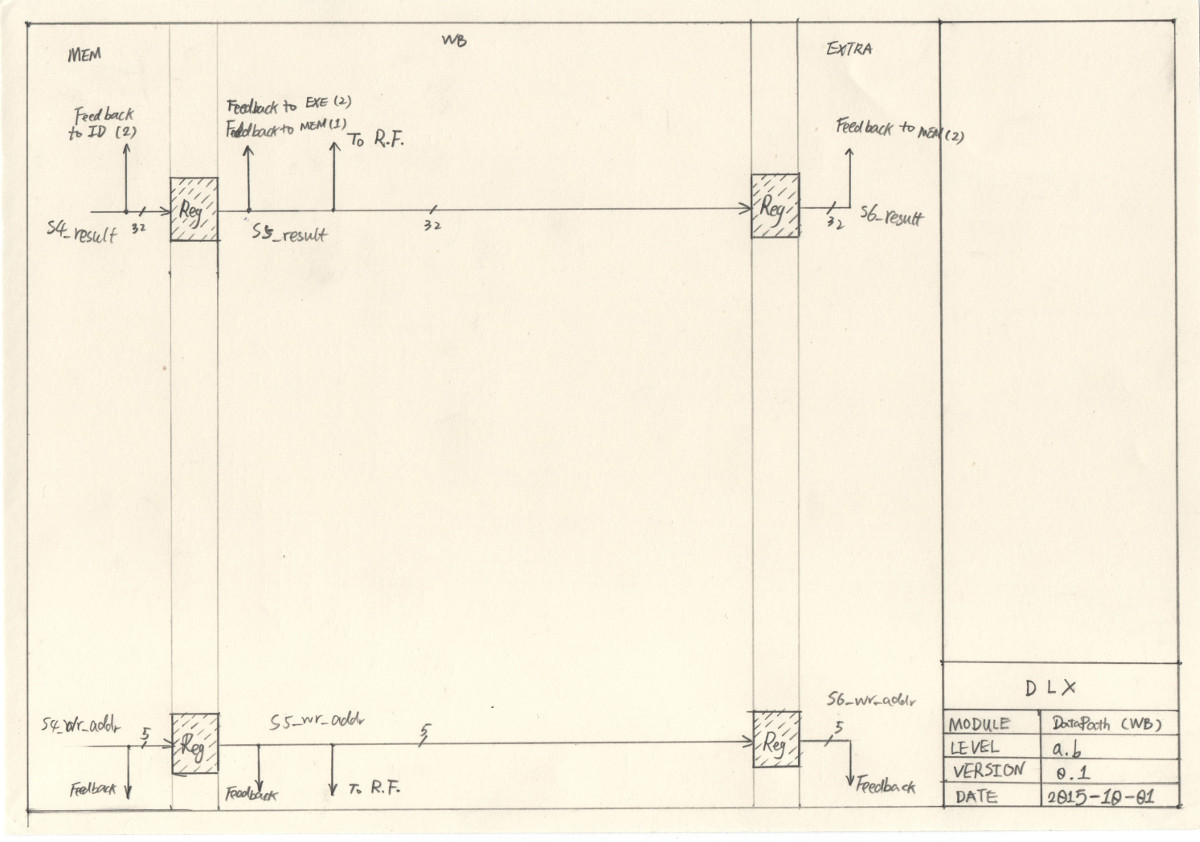 MEM
WB
EXTRA
Feedback
to ID (2)
Feedback to EXE (2)
Feedback to MEM (1)
To R.F.
Feedback to MEM (2)
Reg
Reg
S4_result
32
S5_result
32
32
S6_result
S4_wr_addr
5
Reg
S5_wr_addr
5
Reg
S6_wr_addr
5
Feedback
Feedback
To R.F.
Feedback
DLX
MODULE DataPath (WB)
LEVEL a.b
VERSION 0.1
DATE 2015-10-01